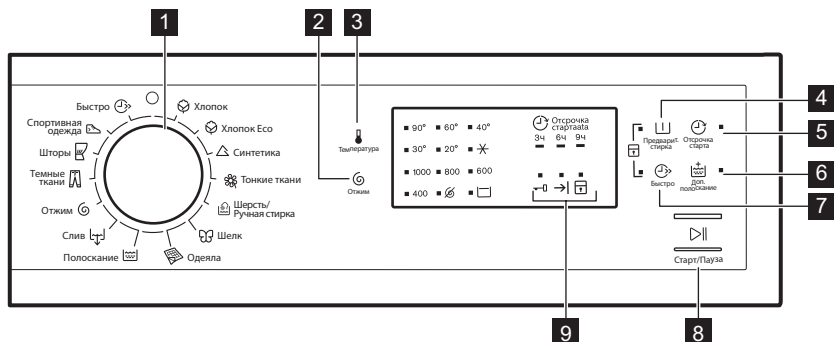 1
2
3
4
5
6
7
8
9
Быстро
Спортивная
одежда
Шторы
Темные
ткани
Отжим
Слив
Полоскание
Хлопок
Хлопок Eco
Синтетика
Тонкие ткани
Шерсть/
Ручная стирка
Шелк
Одеяла
Температура
Отжим
90° 60° 40°
30° 20°
1000 800 600
400
Отсрочка
стартаata
3ч 6ч 9ч
Предварит.
стирка
Отсрочка
старта
Быстро
Доп.
полоскание
Старт/Пауза